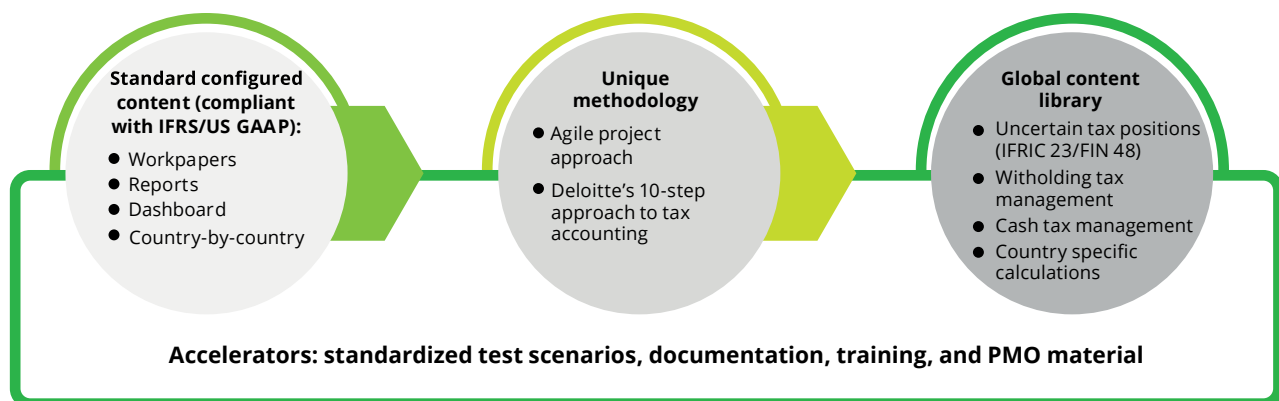 Standard configured
content (compliant
with IFRS/US GAAP):
● Workpapers
● Reports
● Dashboard
● Country-by-country
Unique
methodology
● Agile project
approach
● Deloitte’s 10-step
approach to tax
accounting
Global content
library
● Uncertain tax positions
(IFRIC 23/FIN 48)
● Witholding tax
management
● Cash tax management
● Country specific
calculations
Accelerators: standardized test scenarios, documentation, training, and PMO material